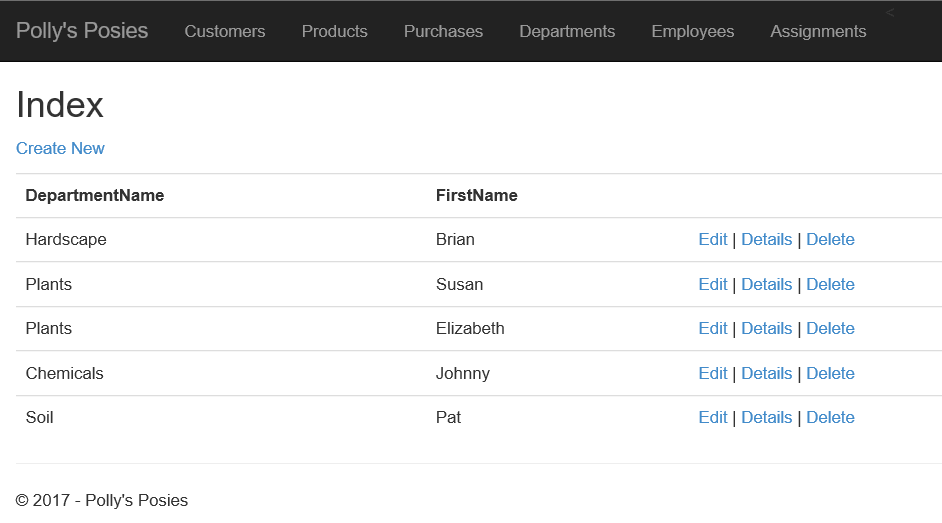 Polly's Posies Customers Products Purchases Departments Employees Assignments <
Index
Create New
DepartmentName FirstName
Hardscape Brian Edit | Details | Delete
Plants Susan Edit | Details | Delete
Plants Elizabeth Edit | Details | Delete
Chemicals Johnny Edit | Details | Delete
Soil Pat Edit | Details | Delete
© 2017 - Polly's Posies